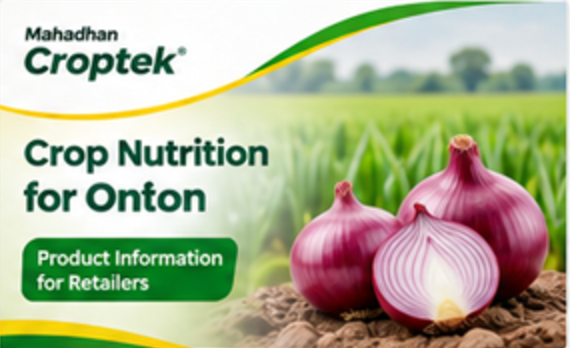 Mahadhan
Croptek®
Crop Nutrition
for Onton
Product Information
for Retailers